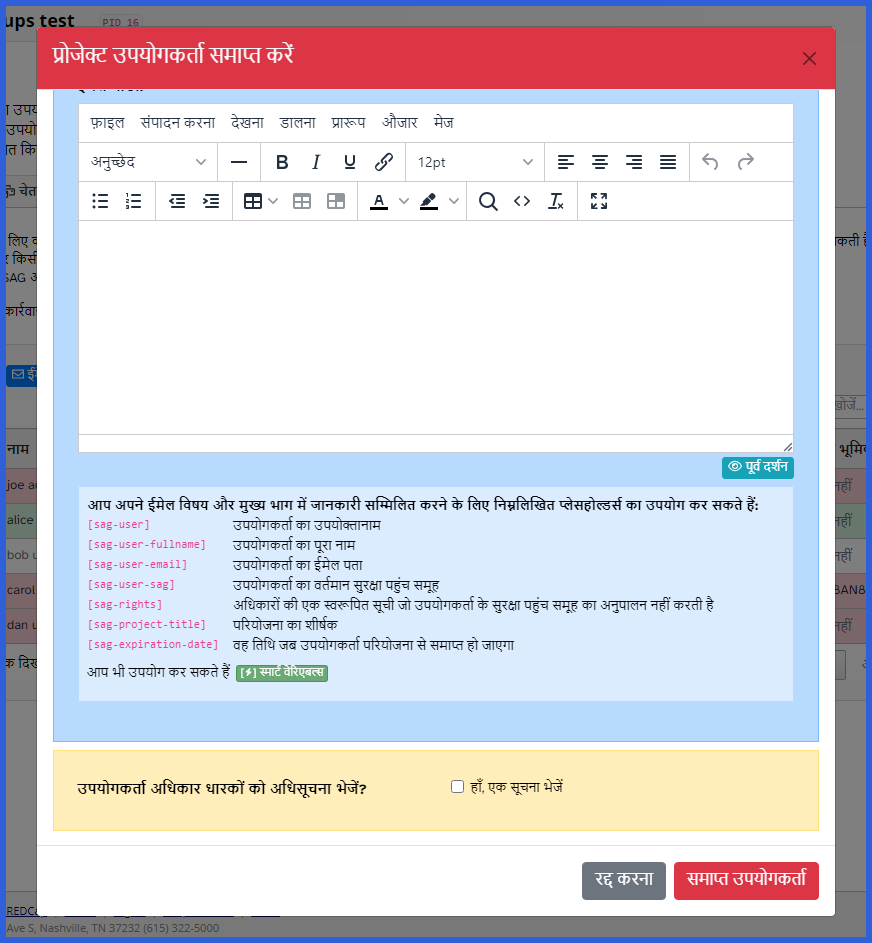 ups test PID 16
प्रोजेक्ट उपयोगकर्ता समाप्त करें
फ़ाइल संपादन करना देखना डालना प्रारूप औजार मेज
अनुच्छेद B I U 12pt
A
पूर्व दर्शन
आप अपने ईमेल विषय और मुख्य भाग में जानकारी सम्मिलित करने के लिए निम्नलिखित प्लेसहोल्डर्स का उपयोग कर सकते हैं:
[sag-user] उपयोगकर्ता का उपयोक्तानाम
[sag-user-fullname] उपयोगकर्ता का पूरा नाम
[sag-user-email] उपयोगकर्ता का ईमेल पता
[sag-user-sag] उपयोगकर्ता का वर्तमान सुरक्षा पहुंच समूह
[sag-rights] अधिकारों की एक स्वरूपित सूची जो उपयोगकर्ता के सुरक्षा पहुंच समूह का अनुपालन नहीं करती है
[sag-project-title] परियोजना का शीर्षक
[sag-expiration-date] वह तिथि जब उपयोगकर्ता परियोजना से समाप्त हो जाएगा
आप भी उपयोग कर सकते हैं [⚡] स्मार्ट वेरिएबल्स
उपयोगकर्ता अधिकार धारकों को अधिसूचना भेजें? हाँ, एक सूचना भेजें
रद्द करना समाप्त उपयोगकर्ता
नाम
joe
alice
bob
carol
dan
Ave S, Nashville, TN 37232 (615) 322-5000